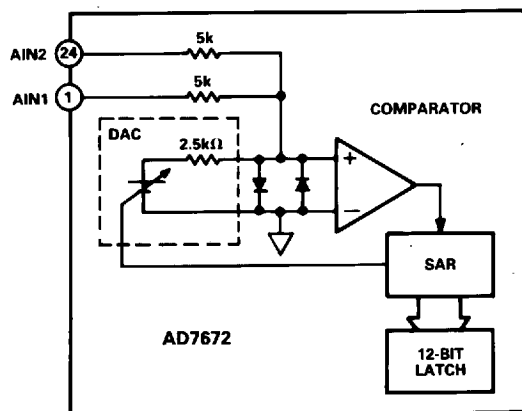 AIN2 24 5k
AIN1 1 5k
COMPARATOR
DAC
2.5kΩ
+
−
SAR
AD7672
12-BIT
LATCH